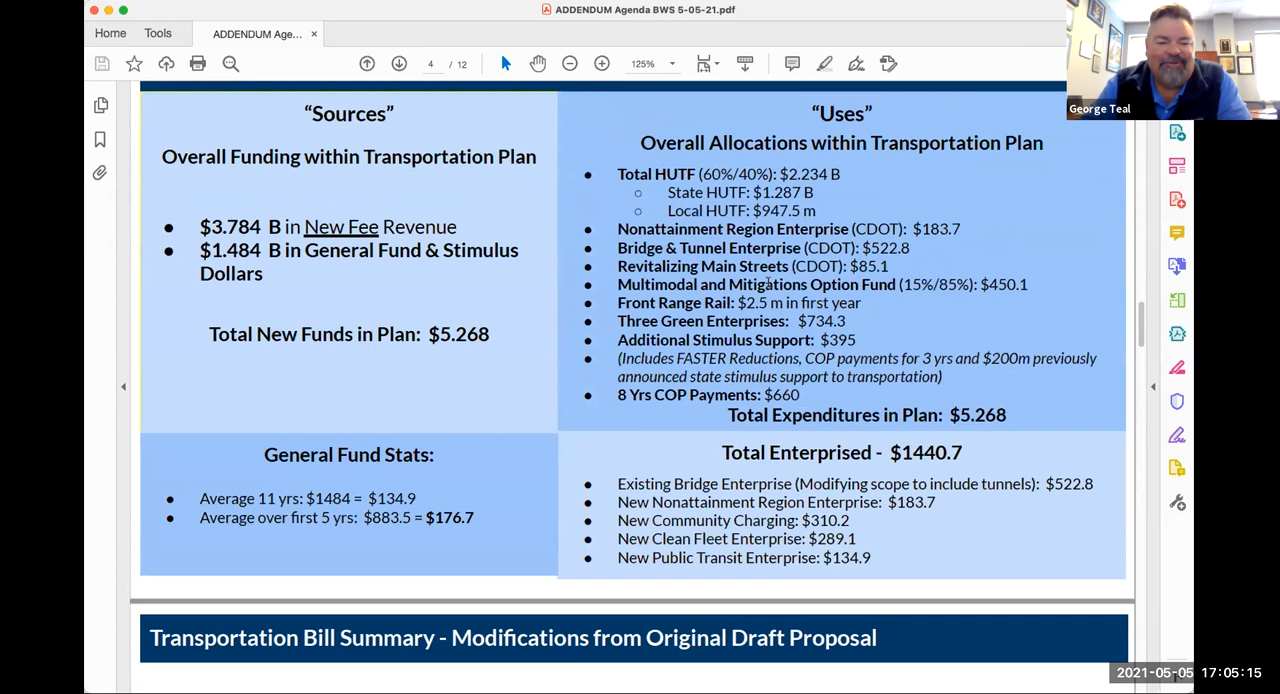 ADDENDUM Agenda BWS 5-05-21.pdf
Home
Tools
ADDENDUM Age...
×
4 / 12
125%
George Teal
“Sources”
Overall Funding within Transportation Plan
● $3.784 B in New Fee Revenue
● $1.484 B in General Fund & Stimulus
Dollars
Total New Funds in Plan: $5.268
“Uses”
Overall Allocations within Transportation Plan
● Total HUTF (60%/40%): $2.234 B
○ State HUTF: $1.287 B
○ Local HUTF: $947.5 m
● Nonattainment Region Enterprise (CDOT): $183.7
● Bridge & Tunnel Enterprise (CDOT): $522.8
● Revitalizing Main Streets (CDOT): $85.1
● Multimodal and Mitigations Option Fund (15%/85%): $450.1
● Front Range Rail: $2.5 m in first year
● Three Green Enterprises: $734.3
● Additional Stimulus Support: $395
● (Includes FASTER Reductions, COP payments for 3 yrs and $200m previously
announced state stimulus support to transportation)
● 8 Yrs COP Payments: $660
Total Expenditures in Plan: $5.268
General Fund Stats:
● Average 11 yrs: $1484 = $134.9
● Average over first 5 yrs: $883.5 = $176.7
Total Enterprised - $1440.7
● Existing Bridge Enterprise (Modifying scope to include tunnels): $522.8
● New Nonattainment Region Enterprise: $183.7
● New Community Charging: $310.2
● New Clean Fleet Enterprise: $289.1
● New Public Transit Enterprise: $134.9
Transportation Bill Summary - Modifications from Original Draft Proposal
2021-05-05 17:05:15